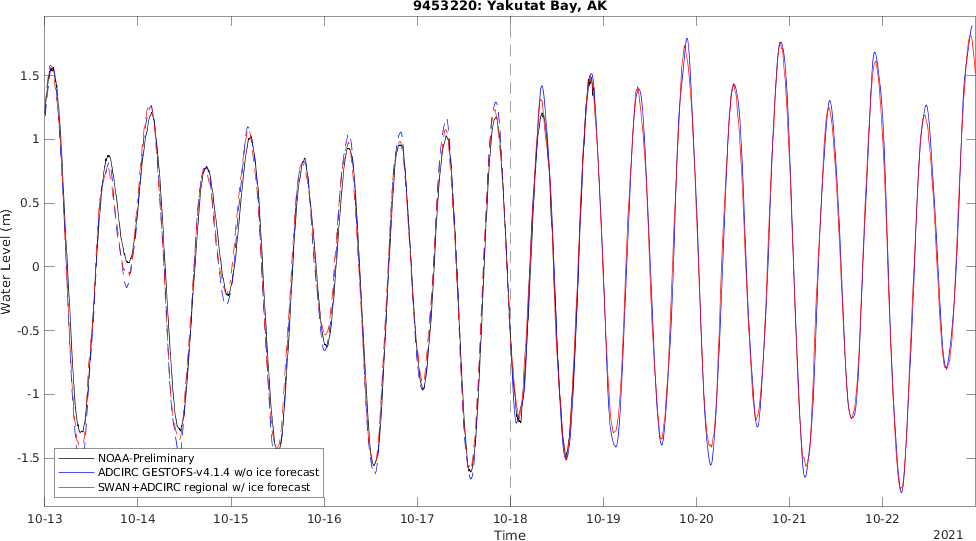 9453220: Yakutat Bay, AK
Water Level (m)
1.5
1
0.5
0
-0.5
-1
-1.5
NOAA-Preliminary
ADCIRC GESTOFS-v4.1.4 w/o ice forecast
SWAN+ADCIRC regional w/ ice forecast
10-13 10-14 10-15 10-16 10-17 10-18 10-19 10-20 10-21 10-22
Time
2021